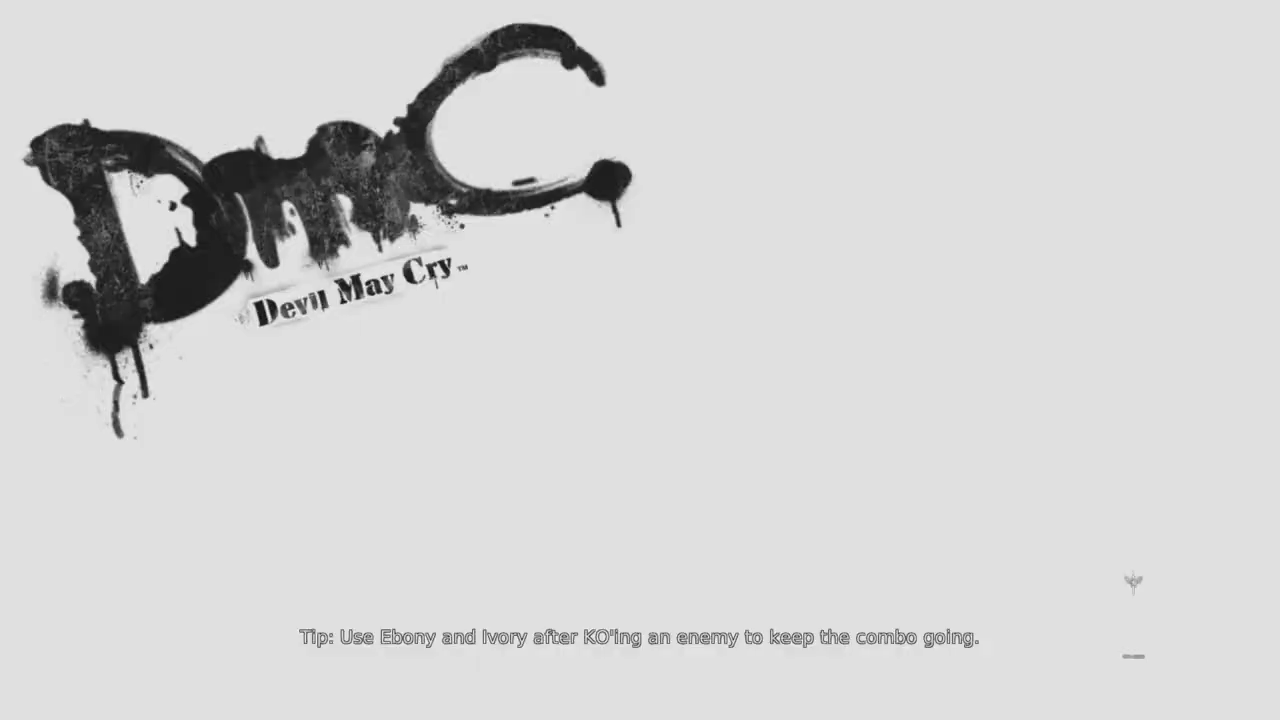 DmC
Devil May Cry™
Tip: Use Ebony and Ivory after KO'ing an enemy to keep the combo going.